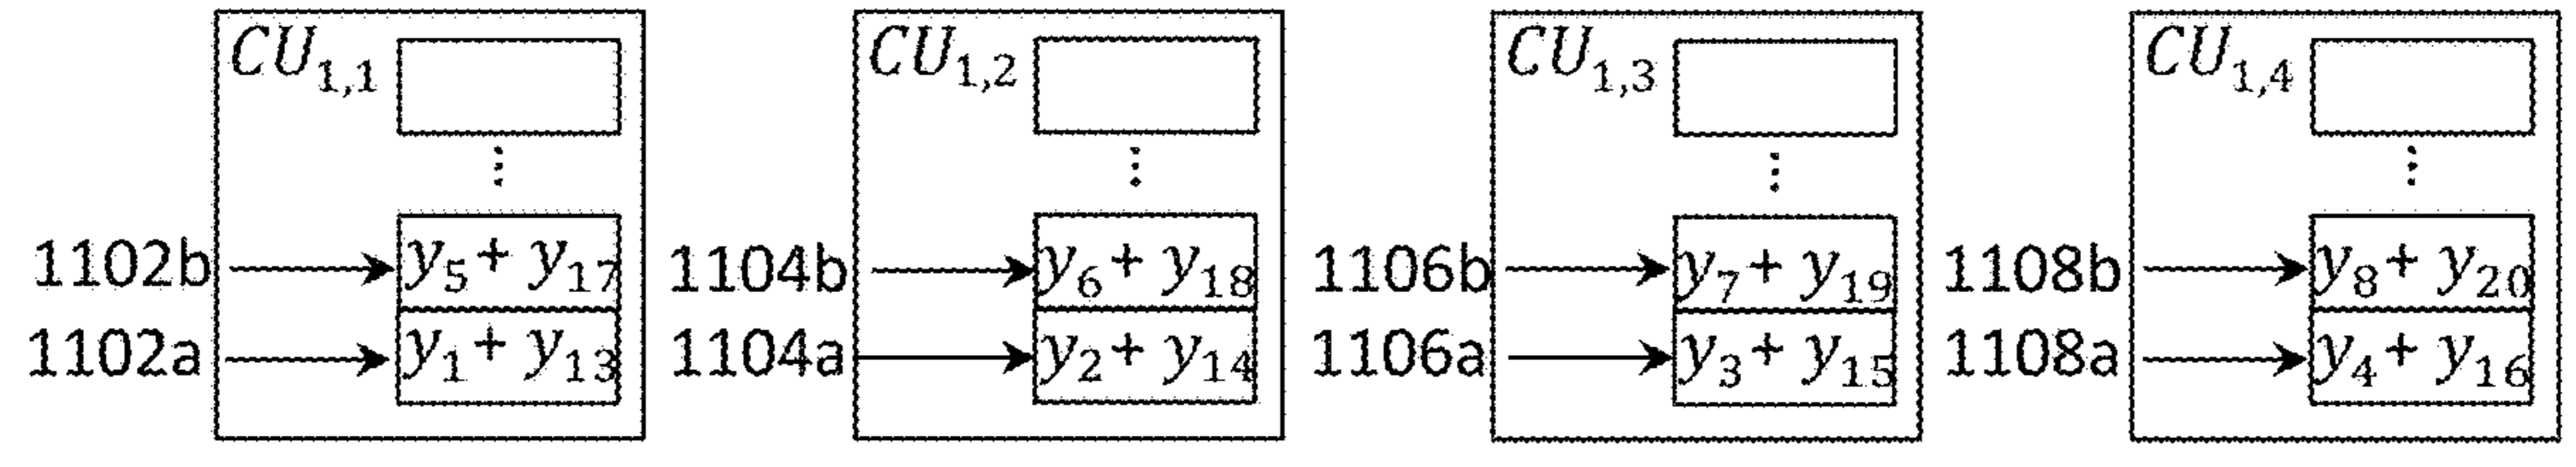 CU1,1 CU1,2 CU1,3 CU1,4
⋮ ⋮ ⋮ ⋮
1102b y5 + y17 1104b y6 + y18 1106b y7 + y19 1108b y8 + y20
1102a y1 + y13 1104a y2 + y14 1106a y3 + y15 1108a y4 + y16